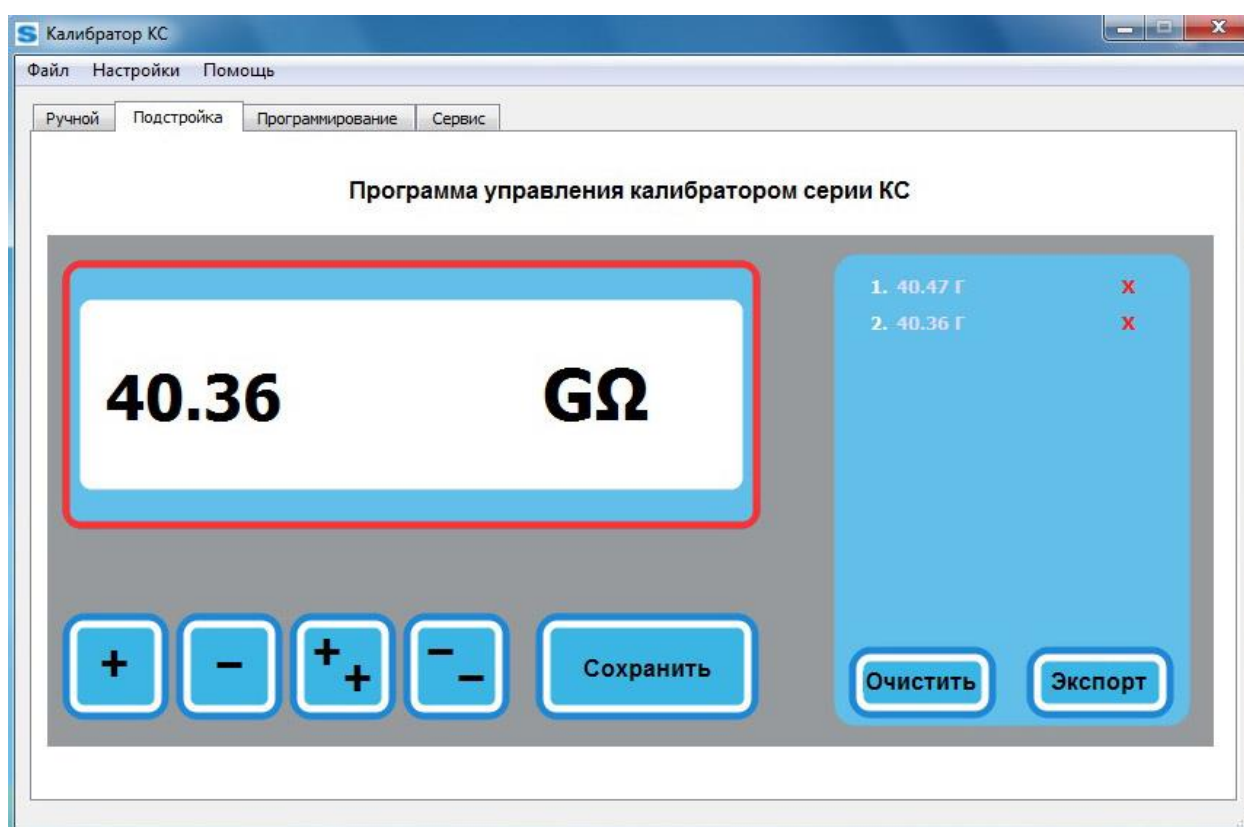 Калибратор КС
Файл Настройки Помощь
Ручной Подстройка Программирование Сервис
Программа управления калибратором серии КС
40.36 GΩ
1. 40.47 Г X
2. 40.36 Г X
+ − + + − − Сохранить
Очистить Экспорт